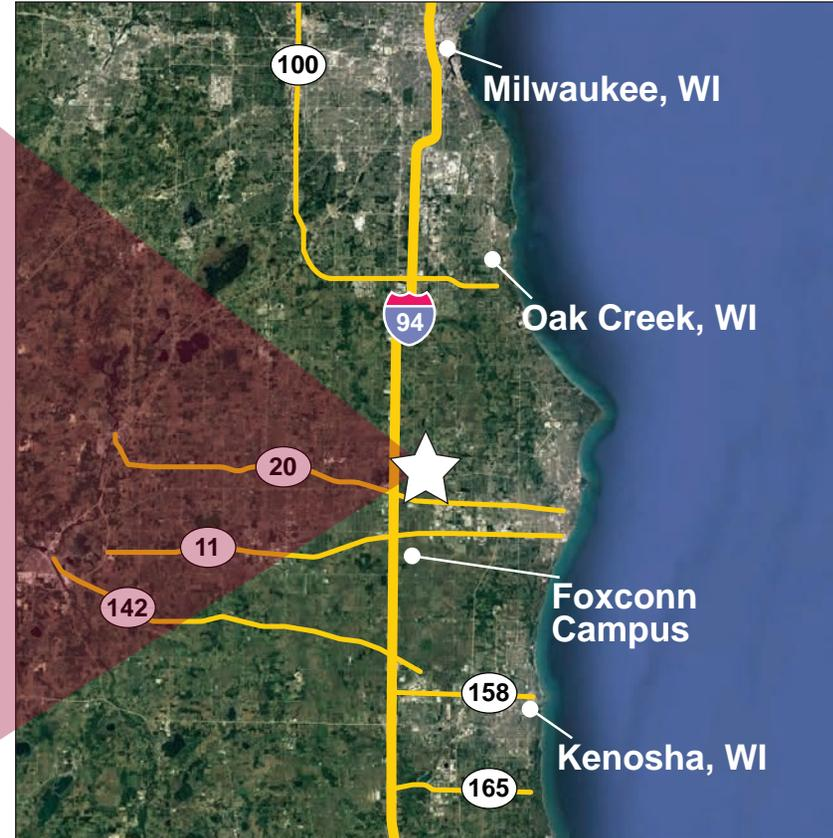 100
Milwaukee, WI
Oak Creek, WI
94
20
11
Foxconn
Campus
142
158
Kenosha, WI
165